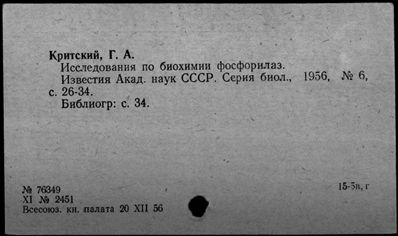 Критский, Г. А.
Исследования по биохимии фосфорилаз.
Известия Акад. наук СССР. Серия биол., 1956, № 6,
с. 26-34.
Библиогр: с. 34.
№ 76349
15-5в, г
XI № 2451
Всесоюз. кн. палата 20 XII 56